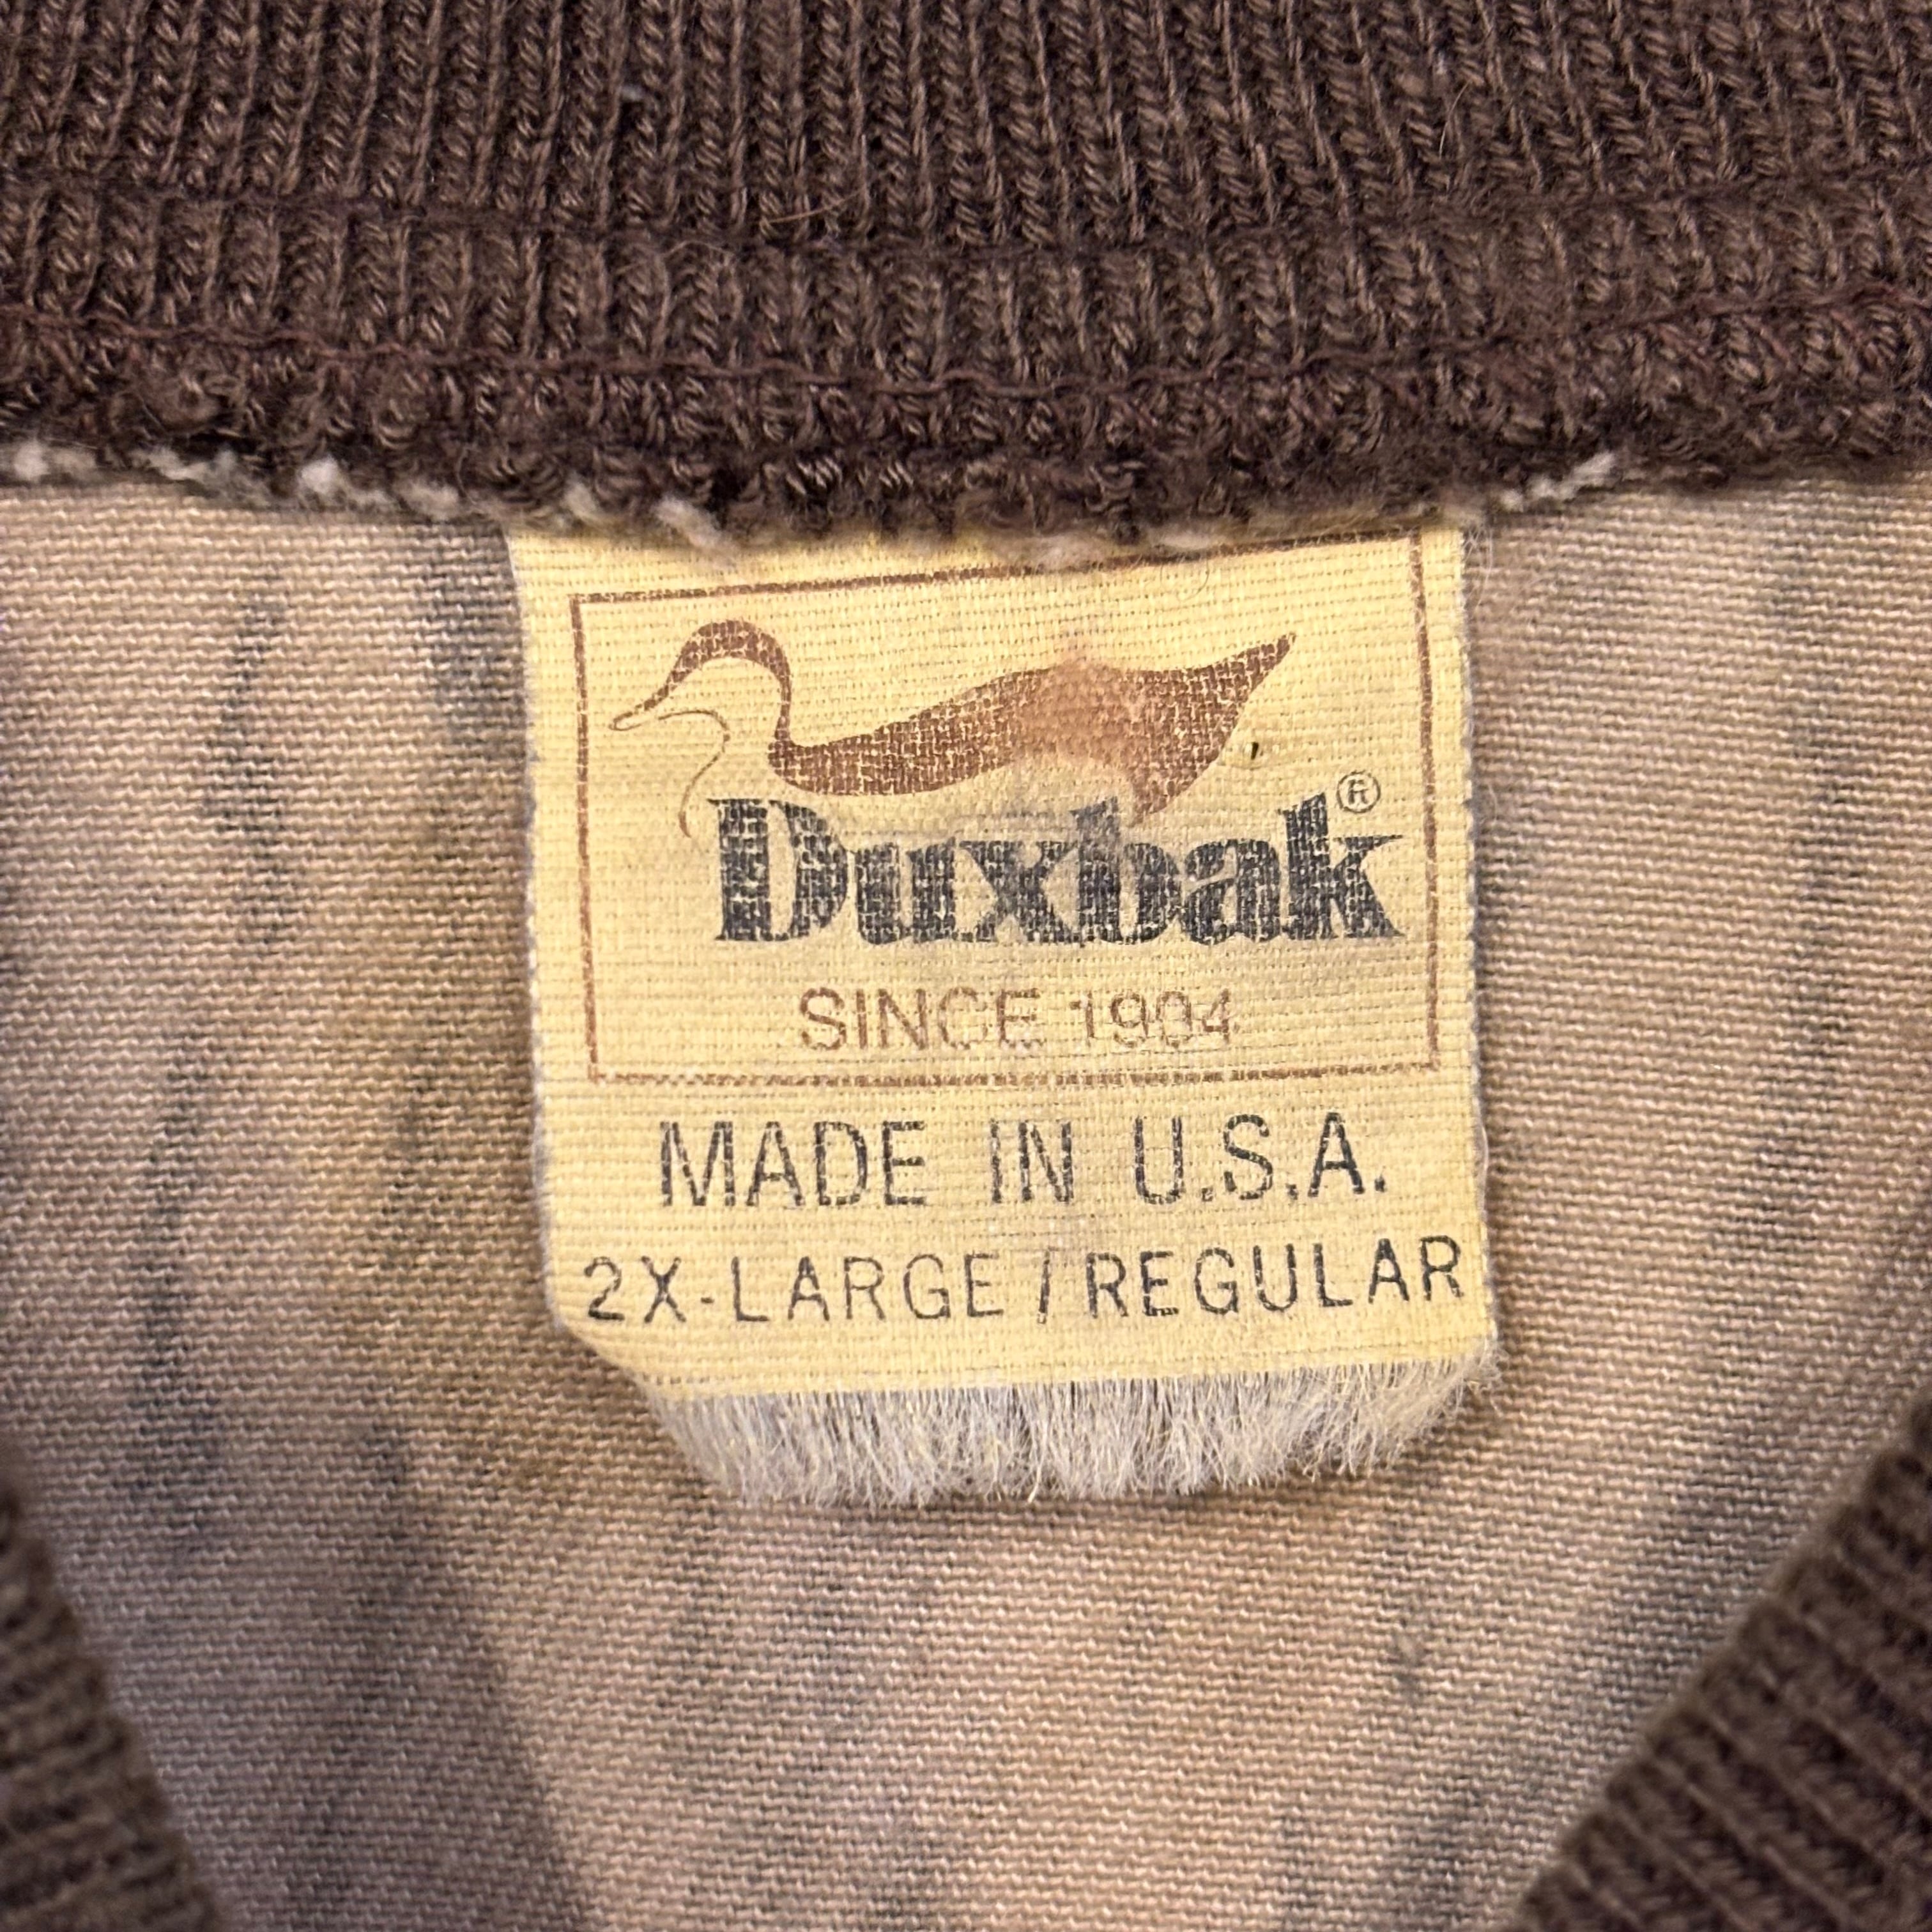 Duxbak®
SINCE 1904
MADE IN U.S.A.
2X-LARGE / REGULAR